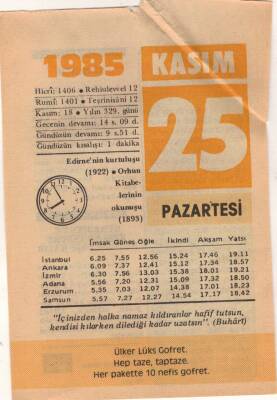 1985
KASIM
Hicrî: 1406 • Rebiulevvel 12
Rumî: 1401 • Teşrinisâni 12
Kasım: 18 • Yılın 329. günü
Gecenin devamı: 14 s. 09 d.
Gündüzün devamı: 9 s. 51 d.
Gündüzün kısalışı: 1 dakika
25
Edirne'nin kurtuluşu
(1922) • Orhun
Kitabe-
lerinin
okunuşu
(1893)
PAZARTESİ
İmsak Güneş Öğle İkindi Akşam Yatsı
İstanbul 6.25 7.55 12.56 15.24 17.46 19.11
Ankara 6.09 7.37 12.41 15.12 17.34 18.57
İzmir 6.30 7.56 13.03 15.38 18.01 19.21
Adana 5.56 7.20 12.31 15.09 17.32 18.50
Erzurum 5.35 7.03 12.07 14.38 17.01 18.23
Samsun 5.57 7.27 12.27 14.54 17.17 18.42
"İçinizden halka namaz kıldıranlar hafif tutsun,
kendisi kılarken dilediği kadar uzatsın". (Buhârî)
Ülker Lüks Gofret.
Hep taze, taptaze.
Her pakette 10 nefis gofret.